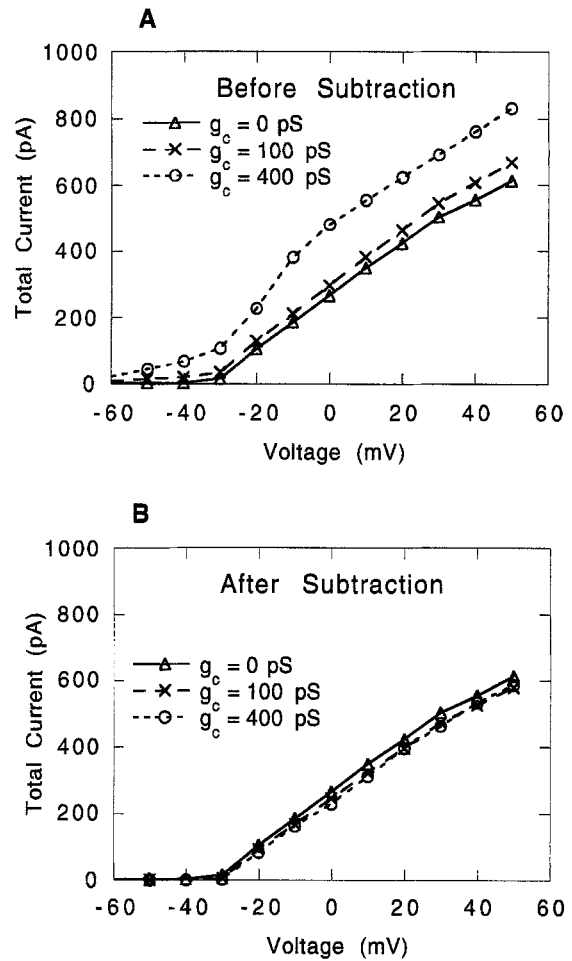 A
Before Subtraction
g_c = 0 pS
g_c = 100 pS
g_c = 400 pS
Total Current (pA)
1000
800
600
400
200
0
-60 -40 -20 0 20 40 60
Voltage (mV)
B
After Subtraction
g_c = 0 pS
g_c = 100 pS
g_c = 400 pS
Total Current (pA)
1000
800
600
400
200
0
-60 -40 -20 0 20 40 60
Voltage (mV)